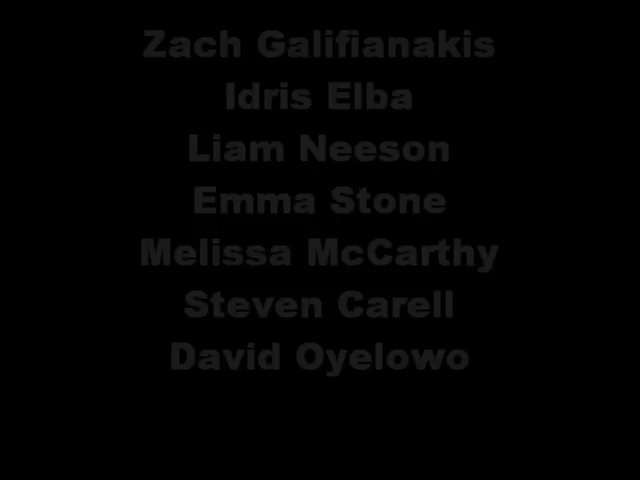 Zach Galifianakis
Idris Elba
Liam Neeson
Emma Stone
Melissa McCarthy
Steven Carell
David Oyelowo